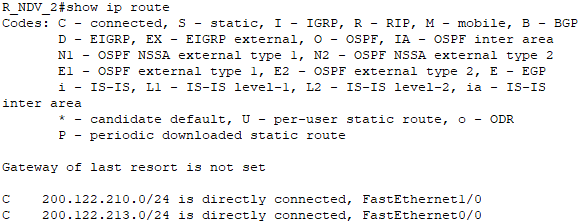 R_NDV_2#show ip route
Codes: C - connected, S - static, I - IGRP, R - RIP, M - mobile, B - BGP
       D - EIGRP, EX - EIGRP external, O - OSPF, IA - OSPF inter area
       N1 - OSPF NSSA external type 1, N2 - OSPF NSSA external type 2
       E1 - OSPF external type 1, E2 - OSPF external type 2, E - EGP
       i - IS-IS, L1 - IS-IS level-1, L2 - IS-IS level-2, ia - IS-IS
inter area
       * - candidate default, U - per-user static route, o - ODR
       P - periodic downloaded static route

Gateway of last resort is not set

C    200.122.210.0/24 is directly connected, FastEthernet1/0
C    200.122.213.0/24 is directly connected, FastEthernet0/0